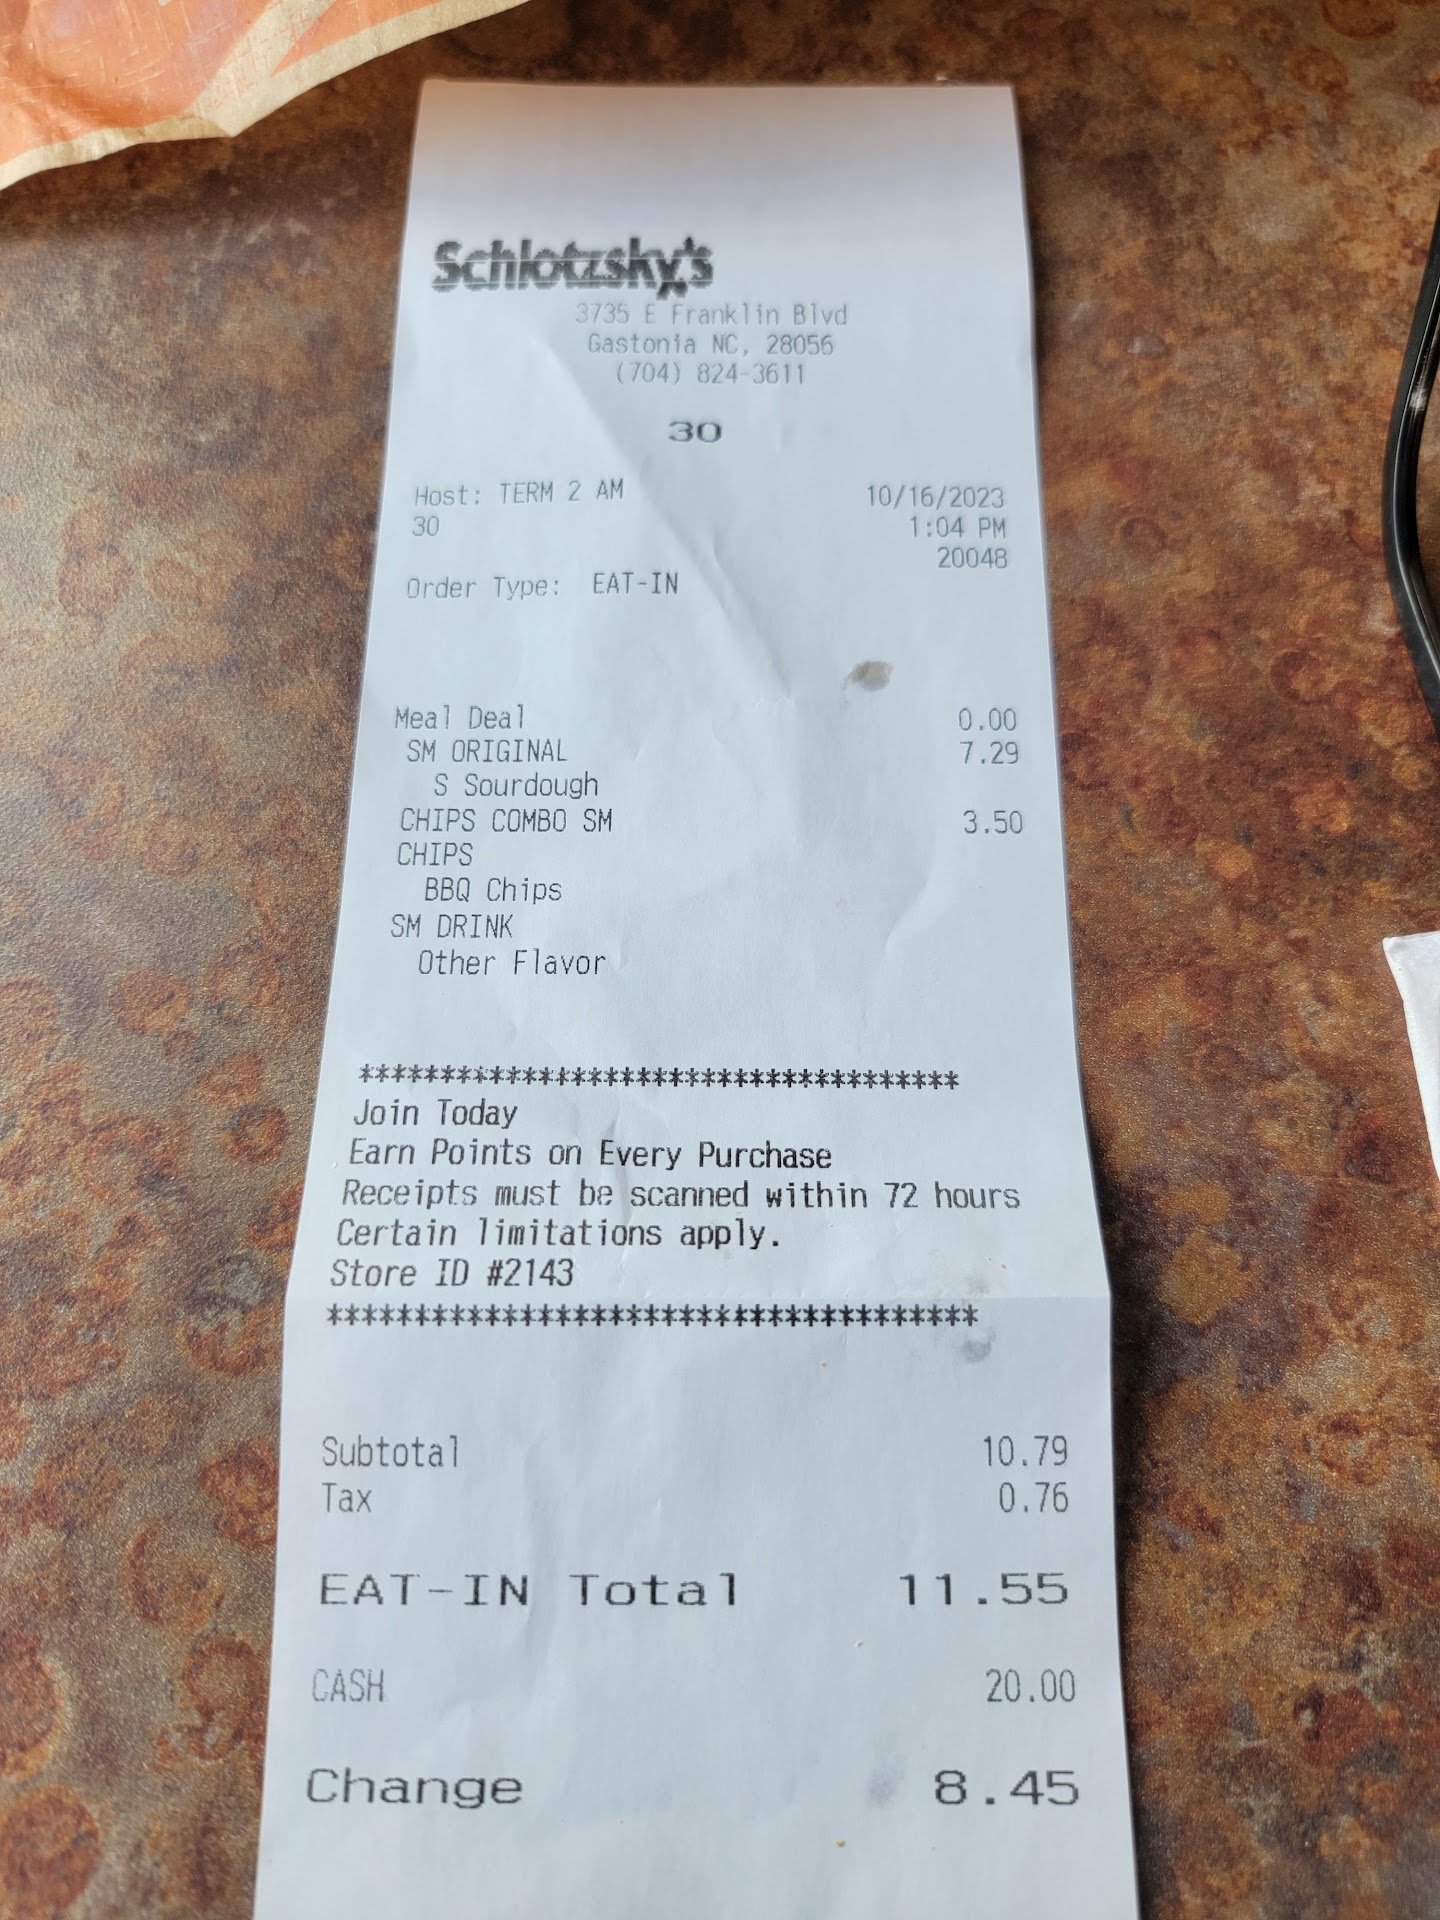 Schlotzsky's
3735 E Franklin Blvd
Gastonia NC, 28056
(704) 824-3611
30
Host: TERM 2 AM 10/16/2023
30 1:04 PM
20048
Order Type: EAT-IN
Meal Deal 0.00
SM ORIGINAL 7.29
S Sourdough
CHIPS COMBO SM 3.50
CHIPS
BBQ Chips
SM DRINK
Other Flavor
*************************************
Join Today
Earn Points on Every Purchase
Receipts must be scanned within 72 hours
Certain limitations apply.
Store ID #2143
*************************************
Subtotal 10.79
Tax 0.76
EAT-IN Total 11.55
CASH 20.00
Change 8.45